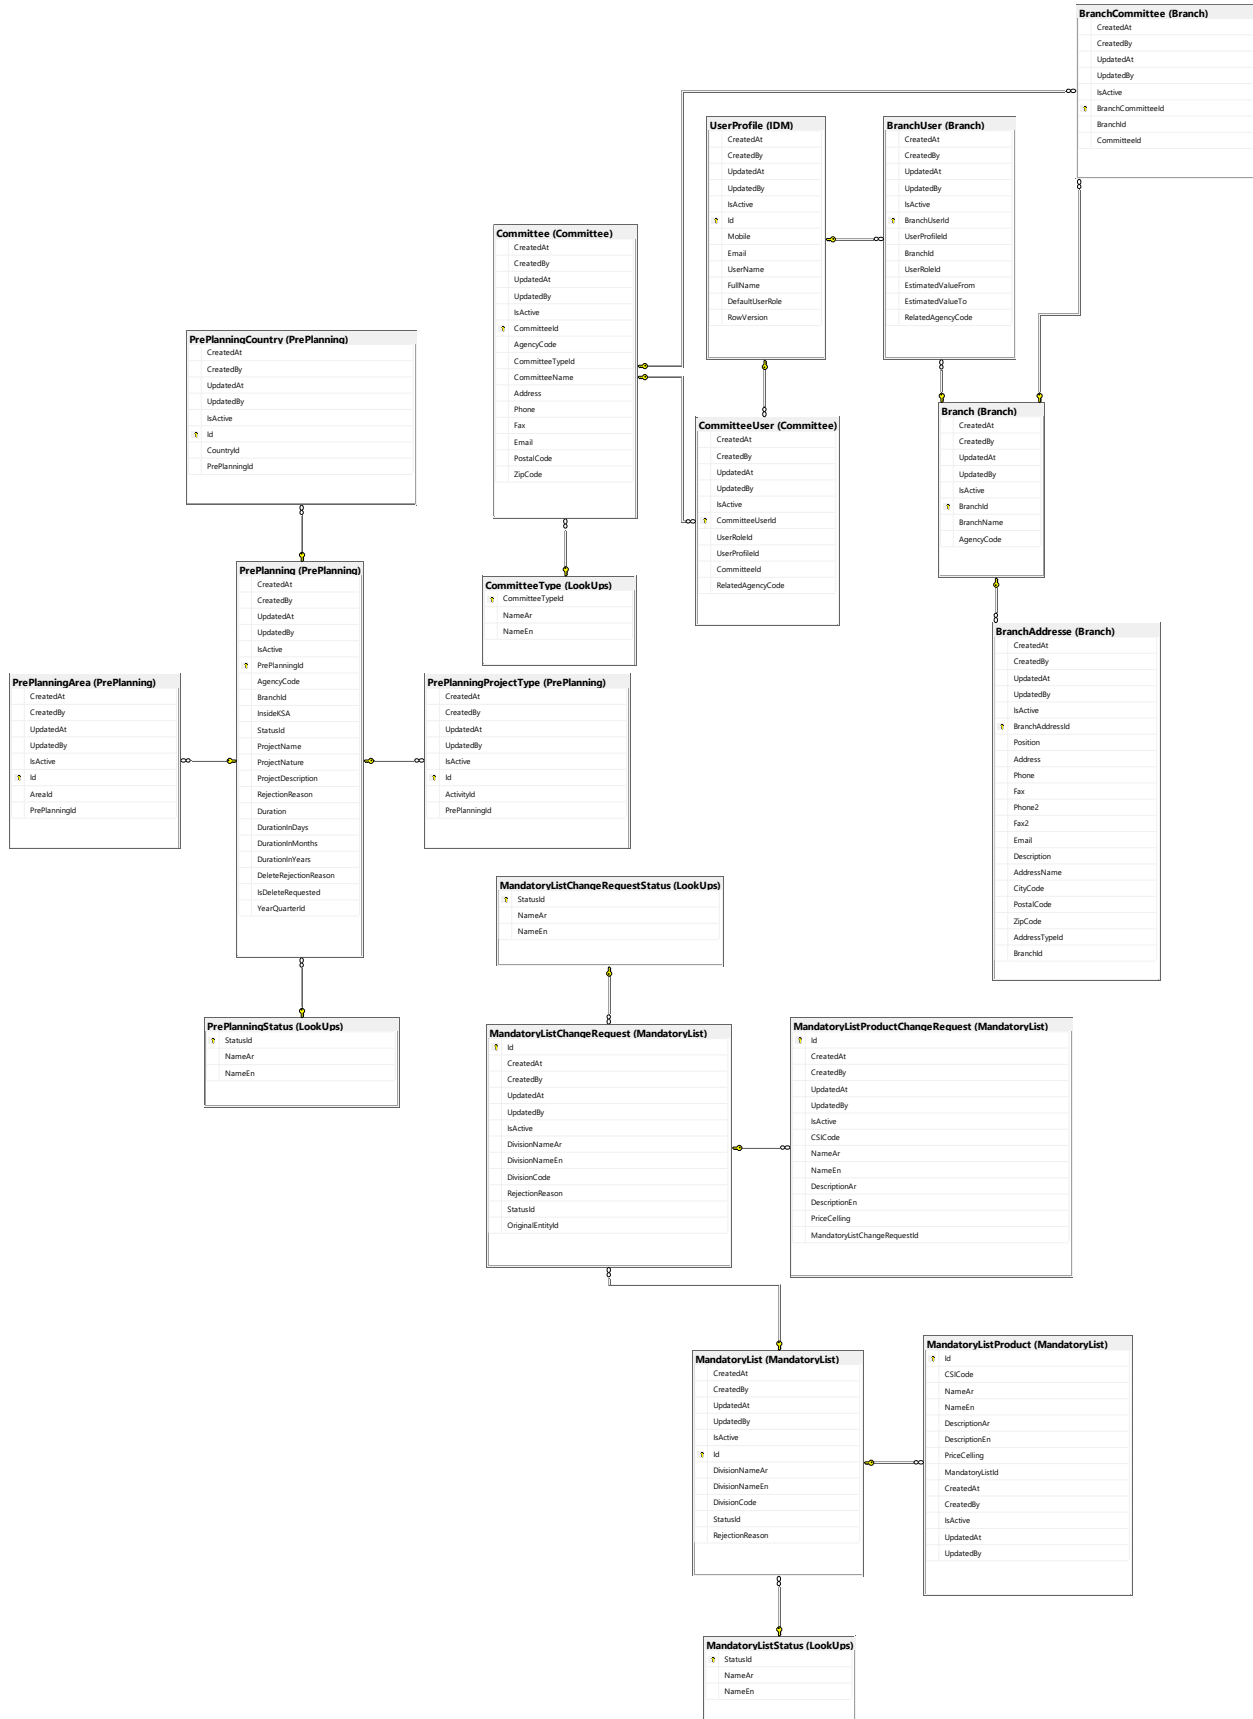 BranchCommittee (Branch)
CreatedAt
CreatedBy
UpdatedAt
UpdatedBy
IsActive
BranchCommitteeId
BranchId
CommitteeId
UserProfile (IDM)
CreatedAt
CreatedBy
UpdatedAt
UpdatedBy
IsActive
Id
Mobile
Email
UserName
FullName
DefaultUserRole
RowVersion
BranchUser (Branch)
CreatedAt
CreatedBy
UpdatedAt
UpdatedBy
IsActive
BranchUserId
UserProfileId
BranchId
UserRoleId
EstimatedValueFrom
EstimatedValueTo
RelatedAgencyCode
Committee (Committee)
CreatedAt
CreatedBy
UpdatedAt
UpdatedBy
IsActive
CommitteeId
AgencyCode
CommitteeTypeId
CommitteeName
Address
Phone
Fax
Email
PostalCode
ZipCode
PrePlanningCountry (PrePlanning)
CreatedAt
CreatedBy
UpdatedAt
UpdatedBy
IsActive
Id
CountryId
PrePlanningId
CommitteeUser (Committee)
CreatedAt
CreatedBy
UpdatedAt
UpdatedBy
IsActive
CommitteeUserId
UserRoleId
UserProfileId
CommitteeId
RelatedAgencyCode
Branch (Branch)
CreatedAt
CreatedBy
UpdatedAt
UpdatedBy
IsActive
BranchId
BranchName
AgencyCode
PrePlanning (PrePlanning)
CreatedAt
CreatedBy
UpdatedAt
UpdatedBy
IsActive
PrePlanningId
AgencyCode
BranchId
InsideKSA
StatusId
ProjectName
ProjectNature
ProjectDescription
RejectionReason
Duration
DurationInDays
DurationInMonths
DurationInYears
DeleteRejectionReason
IsDeleteRequested
YearQuarterId
CommitteeType (LookUps)
CommitteeTypeId
NameAr
NameEn
BranchAddresse (Branch)
CreatedAt
CreatedBy
UpdatedAt
UpdatedBy
IsActive
BranchAddressId
Position
Address
Phone
Fax
Phone2
Fax2
Email
Description
AddressName
CityCode
PostalCode
ZipCode
AddressTypeId
BranchId
PrePlanningArea (PrePlanning)
CreatedAt
CreatedBy
UpdatedAt
UpdatedBy
IsActive
Id
AreaId
PrePlanningId
PrePlanningProjectType (PrePlanning)
CreatedAt
CreatedBy
UpdatedAt
UpdatedBy
IsActive
Id
ActivityId
PrePlanningId
MandatoryListChangeRequestStatus (LookUps)
StatusId
NameAr
NameEn
PrePlanningStatus (LookUps)
StatusId
NameAr
NameEn
MandatoryListChangeRequest (MandatoryList)
Id
CreatedAt
CreatedBy
UpdatedAt
UpdatedBy
IsActive
DivisionNameAr
DivisionNameEn
DivisionCode
RejectionReason
StatusId
OriginalEntityId
MandatoryListProductChangeRequest (MandatoryList)
Id
CreatedAt
CreatedBy
UpdatedAt
UpdatedBy
IsActive
CSICode
NameAr
NameEn
DescriptionAr
DescriptionEn
PriceCelling
MandatoryListChangeRequestId
MandatoryList (MandatoryList)
CreatedAt
CreatedBy
UpdatedAt
UpdatedBy
IsActive
Id
DivisionNameAr
DivisionNameEn
DivisionCode
StatusId
RejectionReason
MandatoryListProduct (MandatoryList)
Id
CSICode
NameAr
NameEn
DescriptionAr
DescriptionEn
PriceCelling
MandatoryListId
CreatedAt
CreatedBy
IsActive
UpdatedAt
UpdatedBy
MandatoryListStatus (LookUps)
StatusId
NameAr
NameEn